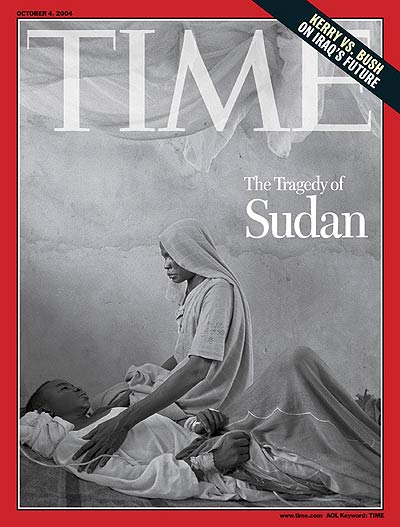 OCTOBER 4, 2004
KERRY VS. BUSH
ON IRAQ'S FUTURE
TIME
The Tragedy of
Sudan
www.time.com AOL Keyword: TIME